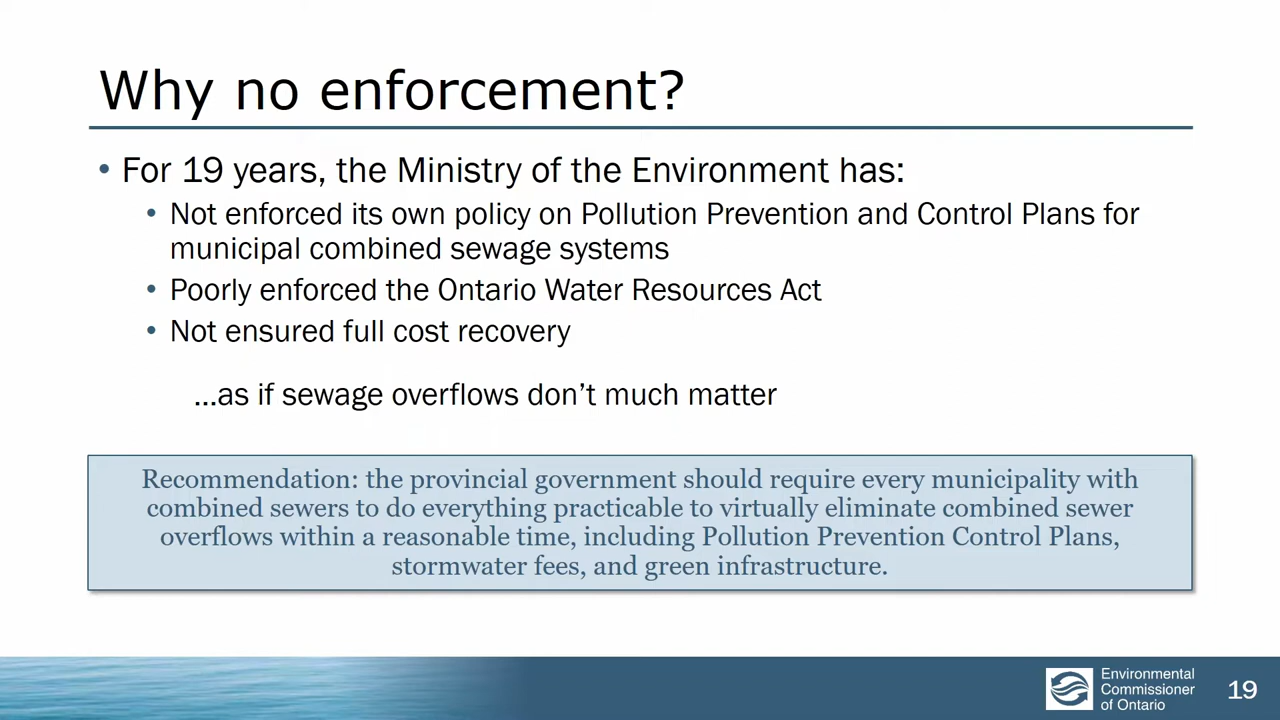 Why no enforcement?
• For 19 years, the Ministry of the Environment has:
• Not enforced its own policy on Pollution Prevention and Control Plans for
municipal combined sewage systems
• Poorly enforced the Ontario Water Resources Act
• Not ensured full cost recovery
...as if sewage overflows don’t much matter
Recommendation: the provincial government should require every municipality with
combined sewers to do everything practicable to virtually eliminate combined sewer
overflows within a reasonable time, including Pollution Prevention Control Plans,
stormwater fees, and green infrastructure.
Environmental
Commissioner
of Ontario
19